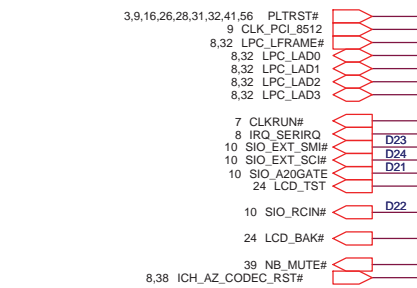 3,9,16,26,28,31,32,41,56 PLTRST#
9 CLK_PCI_8512
8,32 LPC_LFRAME#
8,32 LPC_LAD0
8,32 LPC_LAD1
8,32 LPC_LAD2
8,32 LPC_LAD3
7 CLKRUN#
8 IRQ_SERIRQ
10 SIO_EXT_SMI# D23
10 SIO_EXT_SCI# D24
10 SIO_A20GATE D21
24 LCD_TST
10 SIO_RCIN# D22
24 LCD_BAK#
39 NB_MUTE#
8,38 ICH_AZ_CODEC_RST#